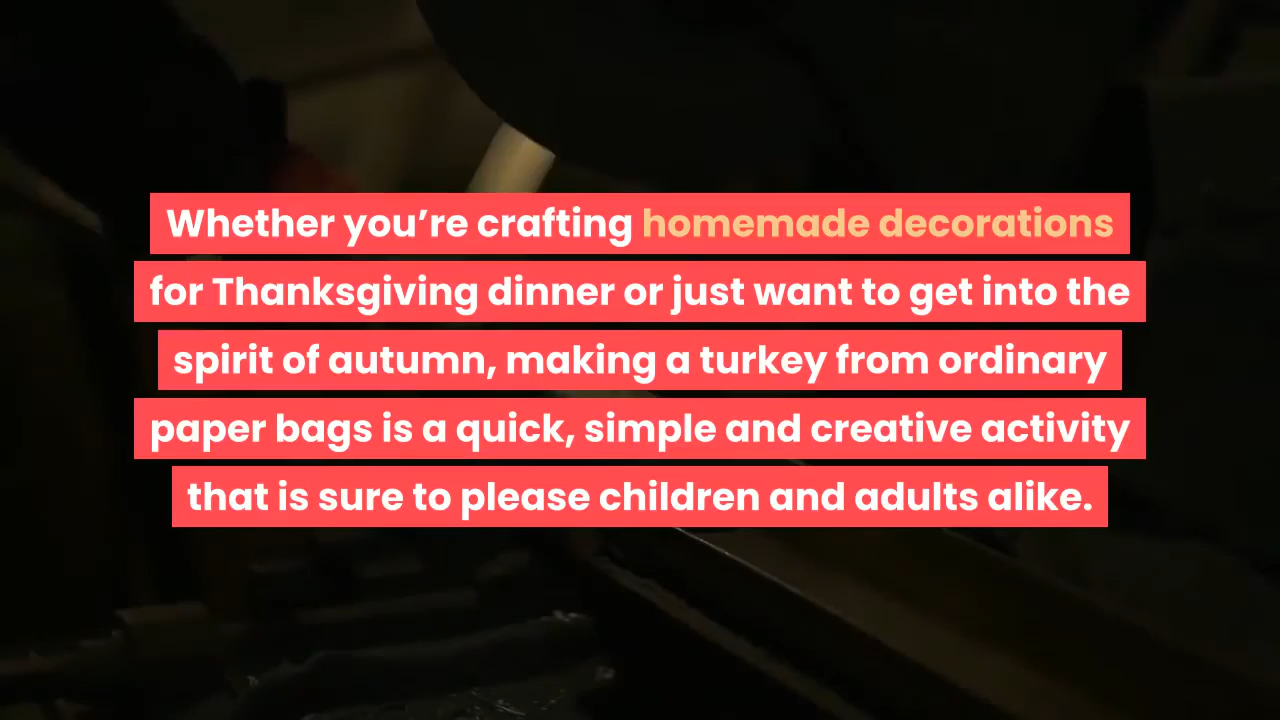 Whether you’re crafting homemade decorations
for Thanksgiving dinner or just want to get into the
spirit of autumn, making a turkey from ordinary
paper bags is a quick, simple and creative activity
that is sure to please children and adults alike.